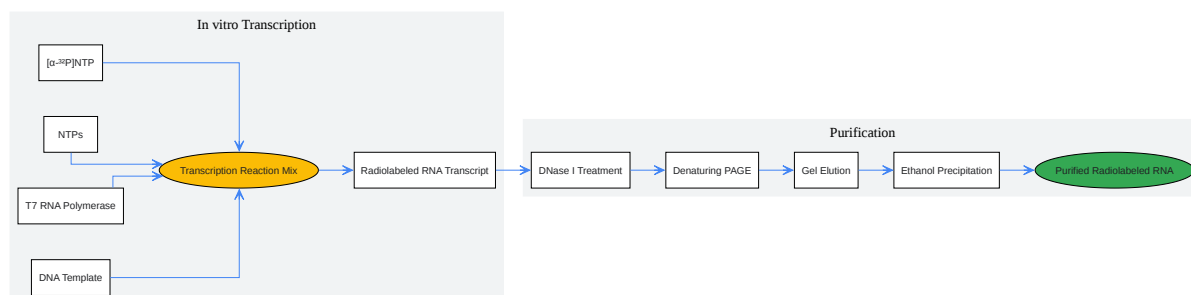 In vitro Transcription
[α-³²P]NTP
NTPs
Transcription Reaction Mix
Radiolabeled RNA Transcript
T7 RNA Polymerase
DNA Template
Purification
DNase I Treatment
Denaturing PAGE
Gel Elution
Ethanol Precipitation
Purified Radiolabeled RNA